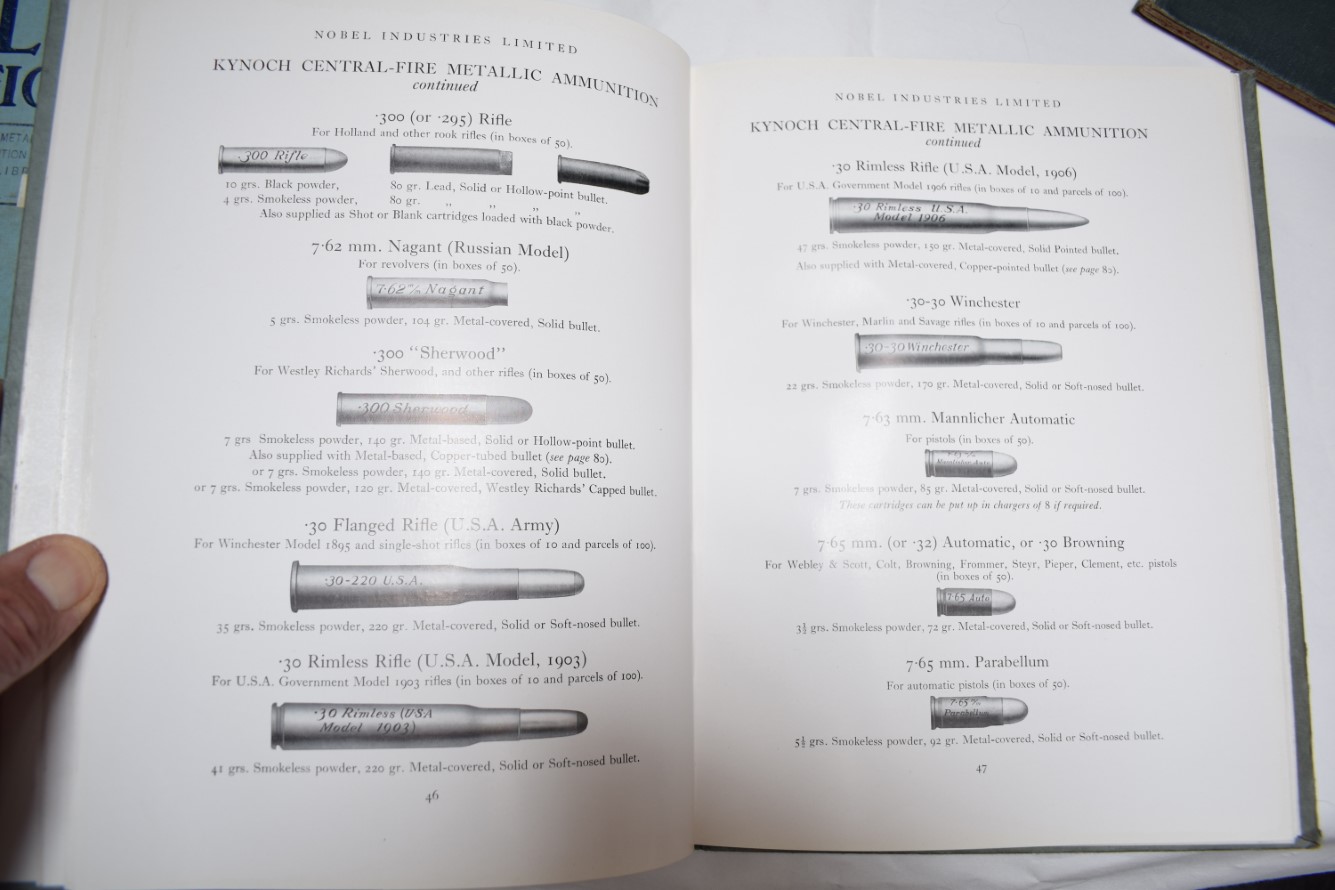 NOBEL INDUSTRIES LIMITED
KYNOCH CENTRAL-FIRE METALLIC AMMUNITION
continued
·300 (or ·295) Rifle
For Holland and other rook rifles (in boxes of 50).
.300 Rifle
10 grs. Black powder, 80 gr. Lead, Solid or Hollow-point bullet.
4 grs. Smokeless powder, 80 gr. „ „ „ „
Also supplied as Shot or Blank cartridges loaded with black powder.
7·62 mm. Nagant (Russian Model)
For revolvers (in boxes of 50).
7·62 m/m Nagant
5 grs. Smokeless powder, 104 gr. Metal-covered, Solid bullet.
·300 “Sherwood”
For Westley Richards’ Sherwood, and other rifles (in boxes of 50).
·300 Sherwood
7 grs Smokeless powder, 140 gr. Metal-based, Solid or Hollow-point bullet.
Also supplied with Metal-based, Copper-tubed bullet (see page 80).
or 7 grs. Smokeless powder, 140 gr. Metal-covered, Solid bullet.
or 7 grs. Smokeless powder, 120 gr. Metal-covered, Westley Richards’ Capped bullet.
·30 Flanged Rifle (U.S.A. Army)
For Winchester Model 1895 and single-shot rifles (in boxes of 10 and parcels of 100).
·30-220 U.S.A.
35 grs. Smokeless powder, 220 gr. Metal-covered, Solid or Soft-nosed bullet.
·30 Rimless Rifle (U.S.A. Model, 1903)
For U.S.A. Government Model 1903 rifles (in boxes of 10 and parcels of 100).
·30 Rimless (USA
Model 1903)
41 grs. Smokeless powder, 220 gr. Metal-covered, Solid or Soft-nosed bullet.
46
NOBEL INDUSTRIES LIMITED
KYNOCH CENTRAL-FIRE METALLIC AMMUNITION
continued
·30 Rimless Rifle (U.S.A. Model, 1906)
For U.S.A. Government Model 1906 rifles (in boxes of 10 and parcels of 100).
·30 Rimless U.S.A.
Model 1906
47 grs. Smokeless powder, 150 gr. Metal-covered, Solid Pointed bullet.
Also supplied with Metal-covered, Copper-pointed bullet (see page 80).
·30-30 Winchester
For Winchester, Marlin and Savage rifles (in boxes of 10 and parcels of 100).
·30-30 Winchester
22 grs. Smokeless powder, 170 gr. Metal-covered, Solid or Soft-nosed bullet.
7·63 mm. Mannlicher Automatic
For pistols (in boxes of 50).
Mannlicher Auto
7 grs. Smokeless powder, 85 gr. Metal-covered, Solid or Soft-nosed bullet.
These cartridges can be put up in chargers of 8 if required.
7·65 mm. (or ·32) Automatic, or ·30 Browning
For Webley & Scott, Colt, Browning, Frommer, Steyr, Pieper, Clement, etc. pistols
(in boxes of 50).
7·65 Auto
3½ grs. Smokeless powder, 72 gr. Metal-covered, Solid or Soft-nosed bullet.
7·65 mm. Parabellum
For automatic pistols (in boxes of 50).
7·65 m/m
Parabellum
5½ grs. Smokeless powder, 92 gr. Metal-covered, Solid or Soft-nosed bullet.
47